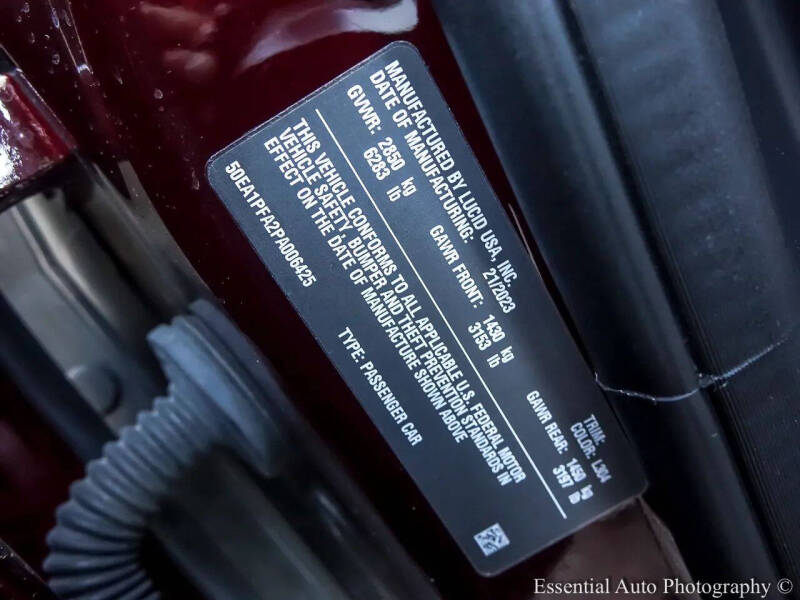 MANUFACTURED BY LUCID USA, INC.
DATE OF MANUFACTURING: 21/2023
GVWR: 2850 kg
6283 lb
GAWR FRONT: 1430 kg
3153 lb
GAWR REAR: 1450 kg
3197 lb
TRIM:
COLOR: L304
THIS VEHICLE CONFORMS TO ALL APPLICABLE U.S. FEDERAL MOTOR
VEHICLE SAFETY, BUMPER AND THEFT PREVENTION STANDARDS IN
EFFECT ON THE DATE OF MANUFACTURE SHOWN ABOVE
50EA1PFA2PA006425
TYPE: PASSENGER CAR
Essential Auto Photography ©